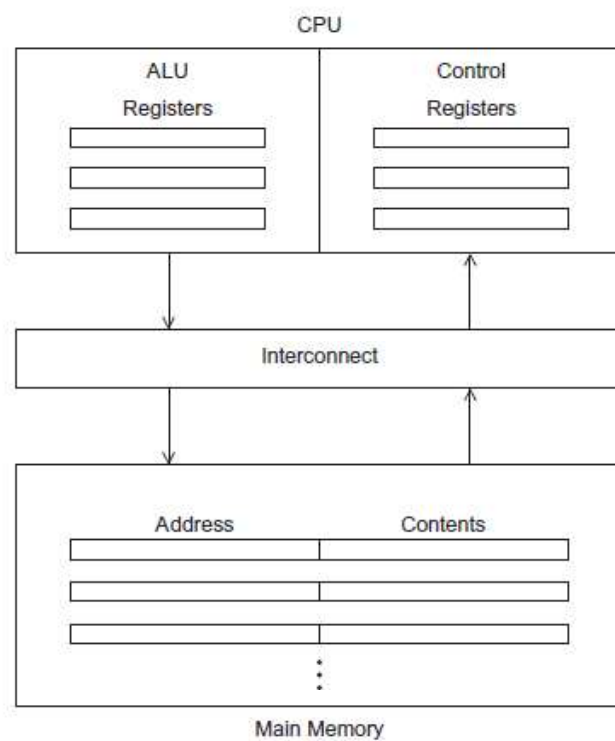 CPU
ALU Control
Registers Registers
Interconnect
Address Contents
Main Memory